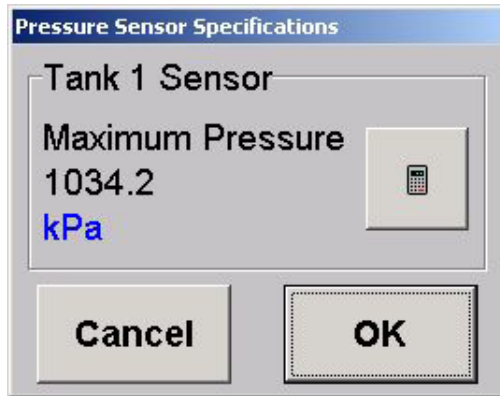 Pressure Sensor Specifications
Tank 1 Sensor
Maximum Pressure
1034.2
kPa
Cancel
OK